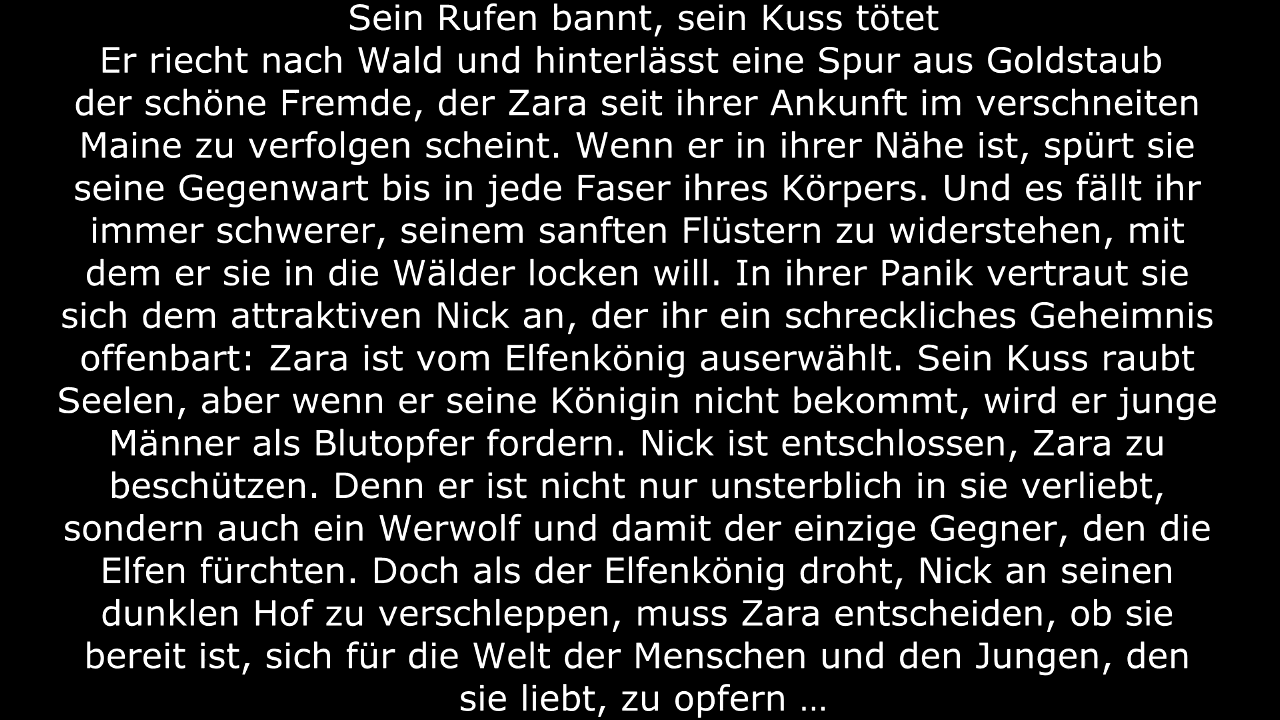 Sein Rufen bannt, sein Kuss tötet
Er riecht nach Wald und hinterlässt eine Spur aus Goldstaub
der schöne Fremde, der Zara seit ihrer Ankunft im verschneiten
Maine zu verfolgen scheint. Wenn er in ihrer Nähe ist, spürt sie
seine Gegenwart bis in jede Faser ihres Körpers. Und es fällt ihr
immer schwerer, seinem sanften Flüstern zu widerstehen, mit
dem er sie in die Wälder locken will. In ihrer Panik vertraut sie
sich dem attraktiven Nick an, der ihr ein schreckliches Geheimnis
offenbart: Zara ist vom Elfenkönig auserwählt. Sein Kuss raubt
Seelen, aber wenn er seine Königin nicht bekommt, wird er junge
Männer als Blutopfer fordern. Nick ist entschlossen, Zara zu
beschützen. Denn er ist nicht nur unsterblich in sie verliebt,
sondern auch ein Werwolf und damit der einzige Gegner, den die
Elfen fürchten. Doch als der Elfenkönig droht, Nick an seinen
dunklen Hof zu verschleppen, muss Zara entscheiden, ob sie
bereit ist, sich für die Welt der Menschen und den Jungen, den
sie liebt, zu opfern …